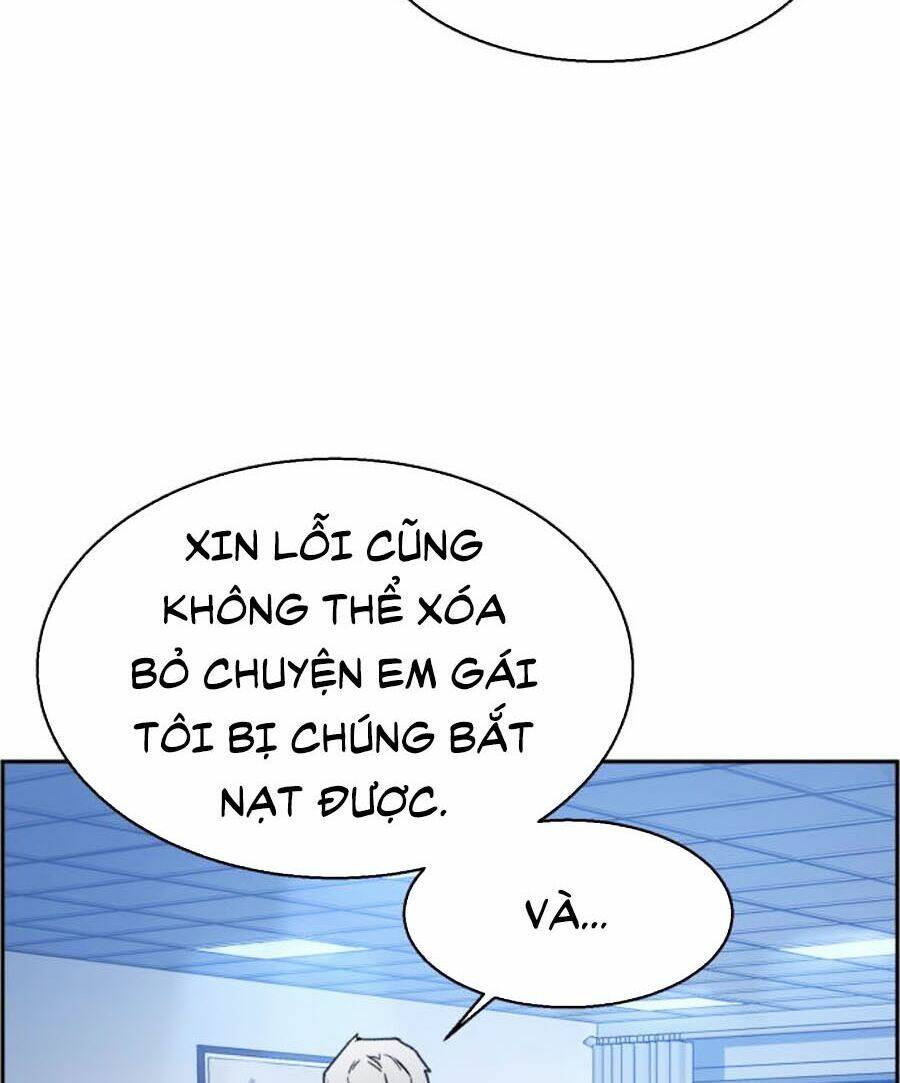 XIN LỖI CŨNG
KHÔNG THỂ XÓA
BỎ CHUYỆN EM GÁI
TÔI BỊ CHÚNG BẮT
NẠT ĐƯỢC.
VÀ...